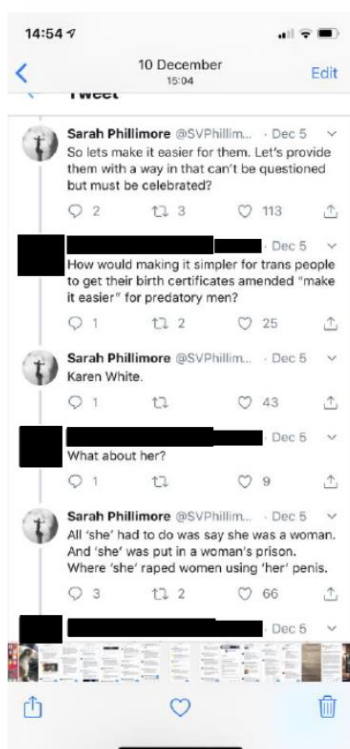 14:54
10 December
15:04
Edit
Tweet
Sarah Phillimore @SVPhillim... · Dec 5
So lets make it easier for them. Let's provide
them with a way in that can't be questioned
but must be celebrated?
2 3 113
· Dec 5
How would making it simpler for trans people
to get their birth certificates amended "make
it easier" for predatory men?
1 2 25
Sarah Phillimore @SVPhillim... · Dec 5
Karen White.
1 43
· Dec 5
What about her?
1 9
Sarah Phillimore @SVPhillim... · Dec 5
All 'she' had to do was say she was a woman.
And 'she' was put in a woman's prison.
Where 'she' raped women using 'her' penis.
3 2 66
· Dec 5